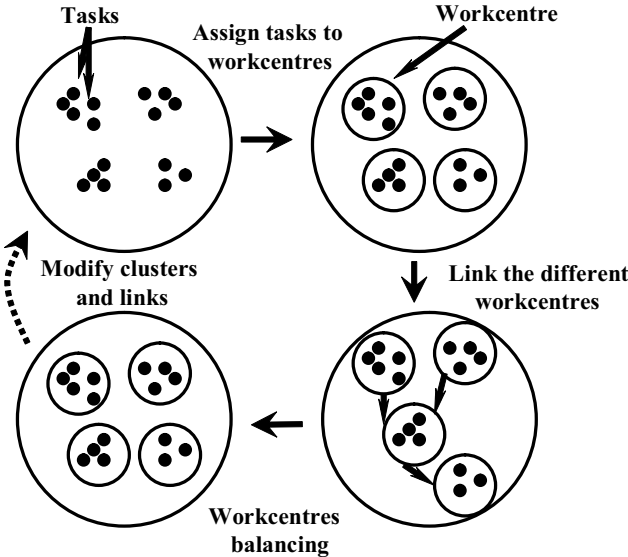 Tasks
Workcentre
Assign tasks to
workcentres
Modify clusters
and links
Link the different
workcentres
Workcentres
balancing